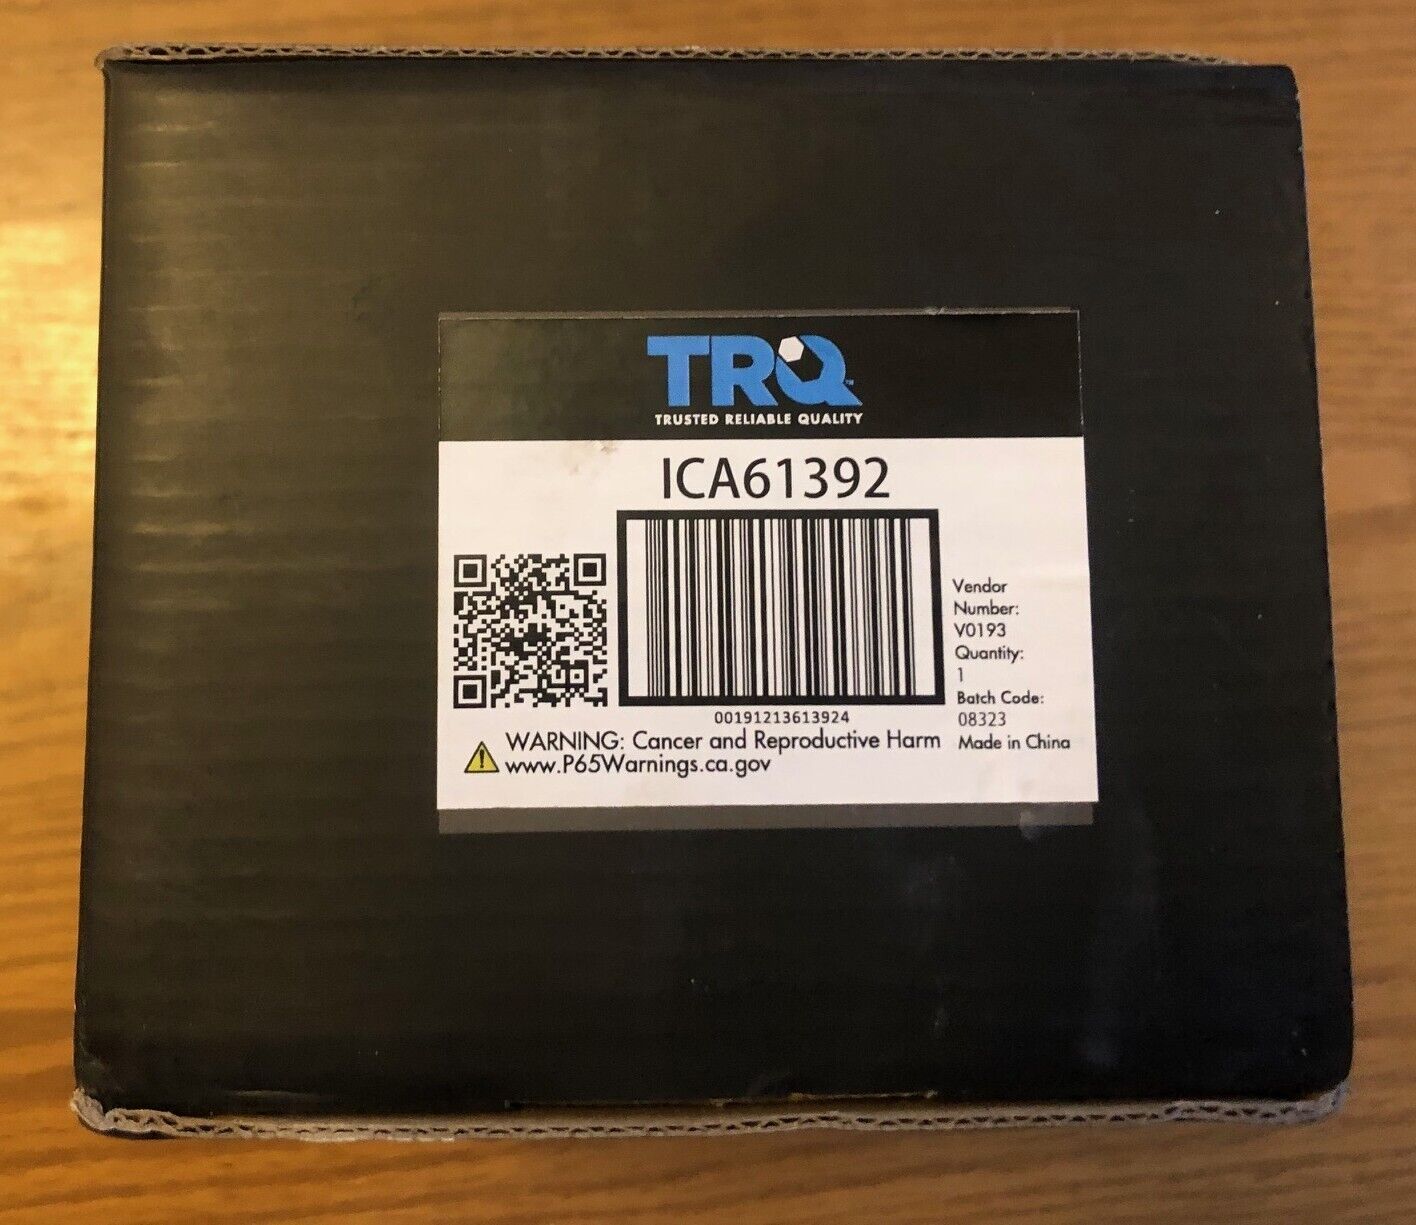 TRQ™
TRUSTED RELIABLE QUALITY
ICA61392
Vendor
Number:
V0193
Quantity:
1
Batch Code:
08323
Made in China
00191213613924
WARNING: Cancer and Reproductive Harm
www.P65Warnings.ca.gov